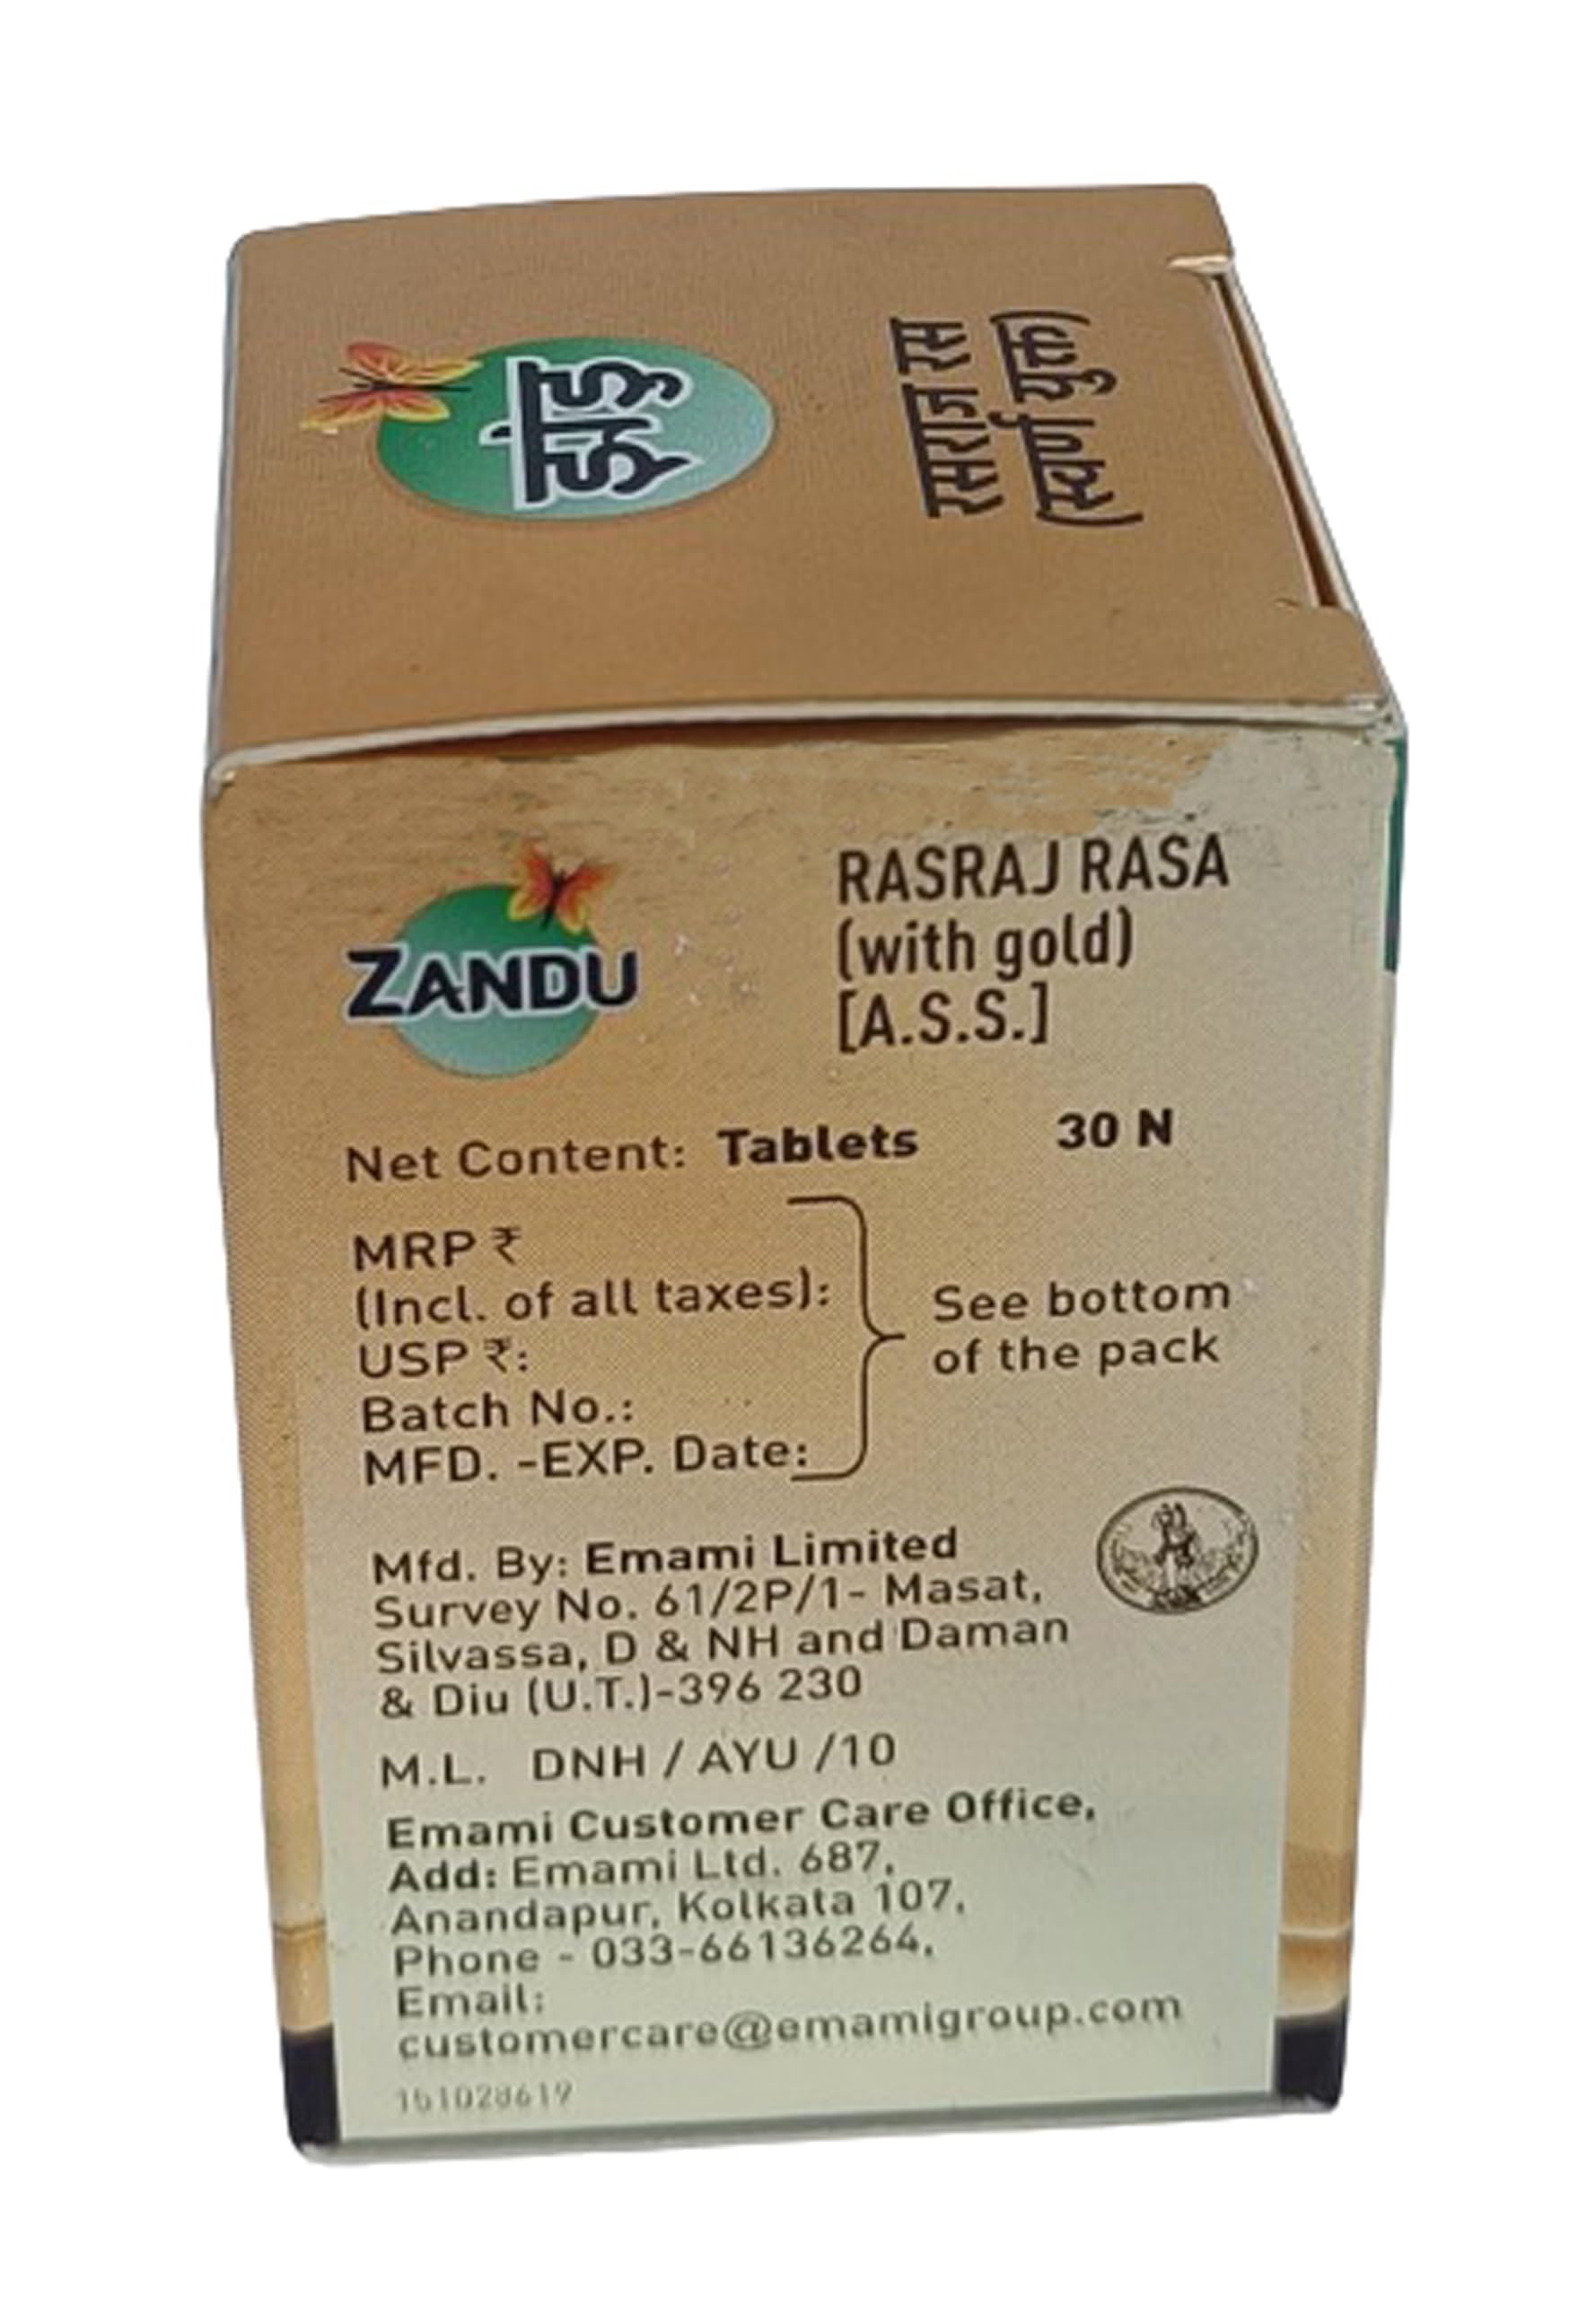 झंडु
रसराज रस
(स्वर्ण युक्त)
ZANDU
RASRAJ RASA
(with gold)
[A.S.S.]
Net Content: Tablets 30 N
MRP ₹
(Incl. of all taxes):
USP ₹:
Batch No.:
MFD. -EXP. Date:
See bottom
of the pack
Mfd. By: Emami Limited
Survey No. 61/2P/1- Masat,
Silvassa, D & NH and Daman
& Diu (U.T.)-396 230
M.L. DNH / AYU /10
Emami Customer Care Office,
Add: Emami Ltd. 687,
Anandapur, Kolkata 107,
Phone - 033-66136264,
Email:
customercare@emamigroup.com